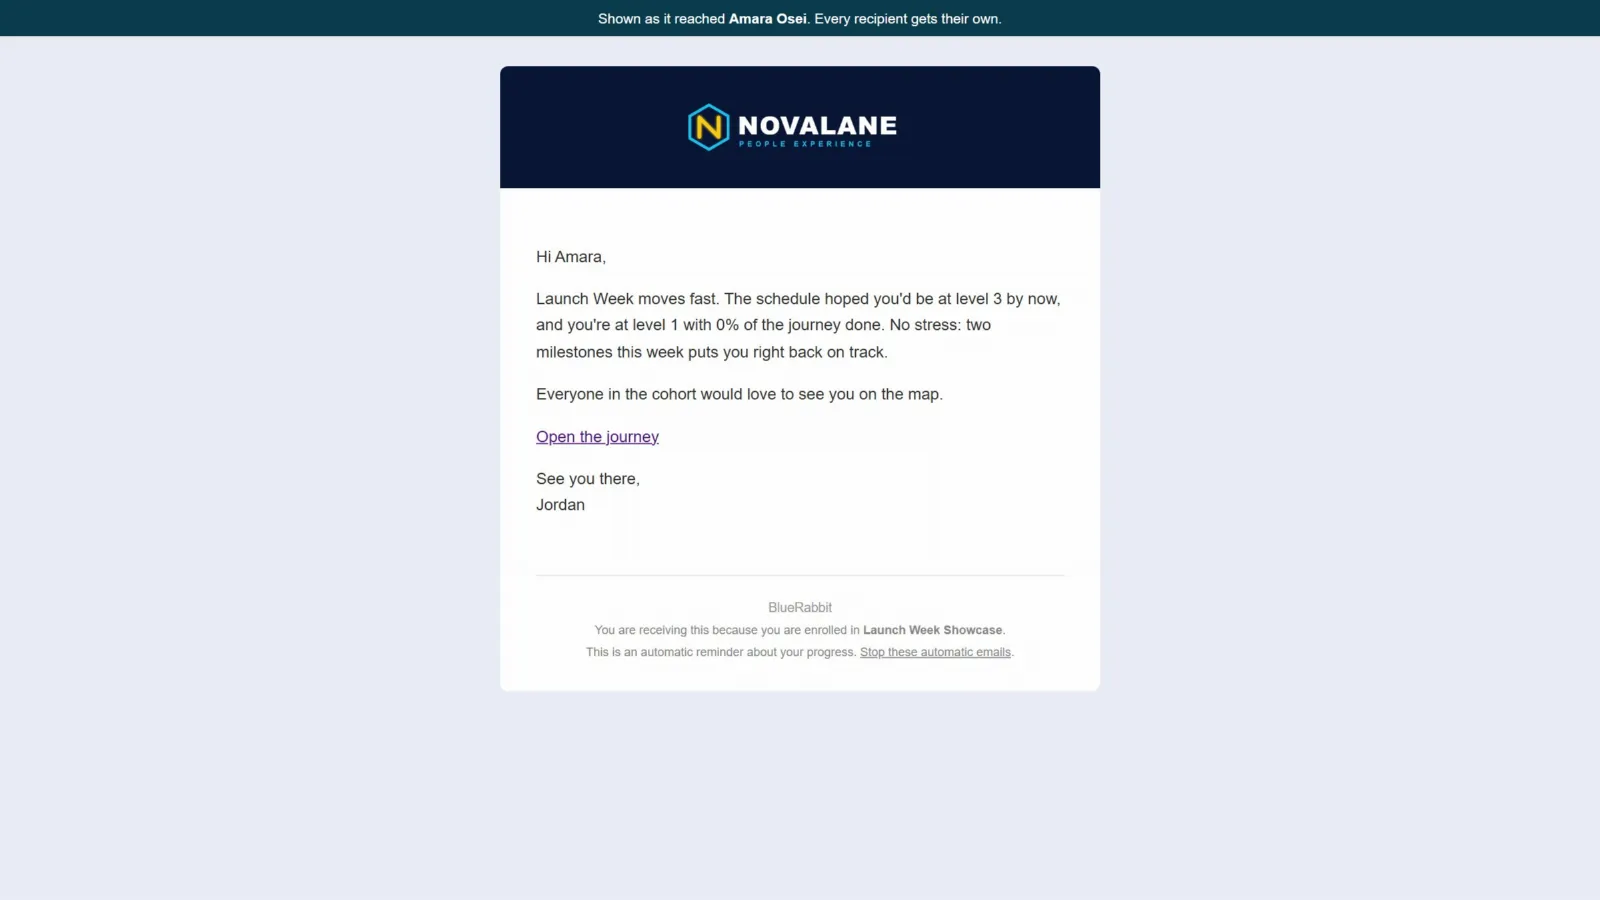 Shown as it reached Amara Osei. Every recipient gets their own.
NOVALANE
PEOPLE EXPERIENCE
Hi Amara,
Launch Week moves fast. The schedule hoped you'd be at level 3 by now,
and you're at level 1 with 0% of the journey done. No stress: two
milestones this week puts you right back on track.
Everyone in the cohort would love to see you on the map.
Open the journey
See you there,
Jordan
BlueRabbit
You are receiving this because you are enrolled in Launch Week Showcase.
This is an automatic reminder about your progress. Stop these automatic emails.